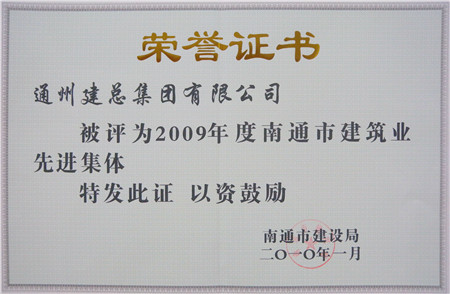 荣誉证书
通州建总集团有限公司
被评为2009年度南通市建筑业
先进集体
特发此证 以资鼓励
南通市建设局
二〇一〇年一月